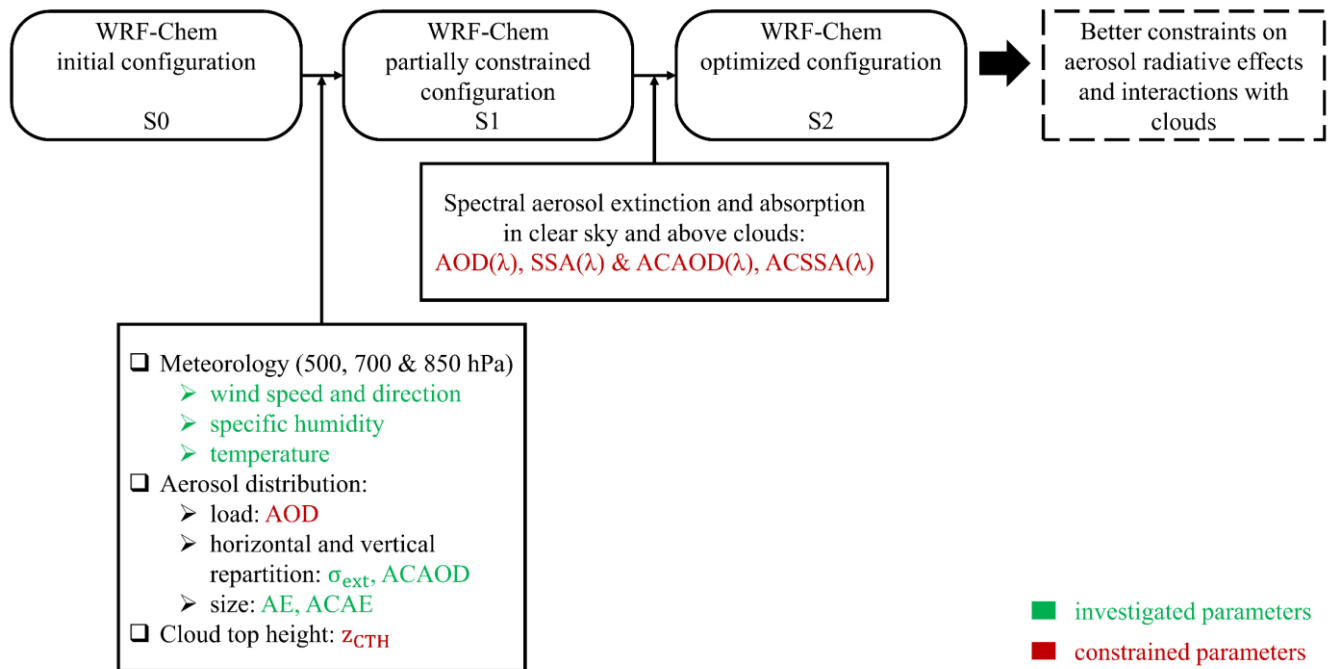 WRF-Chem
initial configuration
S0
WRF-Chem
partially constrained
configuration
S1
WRF-Chem
optimized configuration
S2
Better constraints on
aerosol radiative effects
and interactions with
clouds
Spectral aerosol extinction and absorption
in clear sky and above clouds:
AOD(λ), SSA(λ) & ACAOD(λ), ACSSA(λ)
❑ Meteorology (500, 700 & 850 hPa)
➢ wind speed and direction
➢ specific humidity
➢ temperature
❑ Aerosol distribution:
➢ load: AOD
➢ horizontal and vertical
repartition: σext, ACAOD
➢ size: AE, ACAE
❑ Cloud top height: zCTH
investigated parameters
constrained parameters